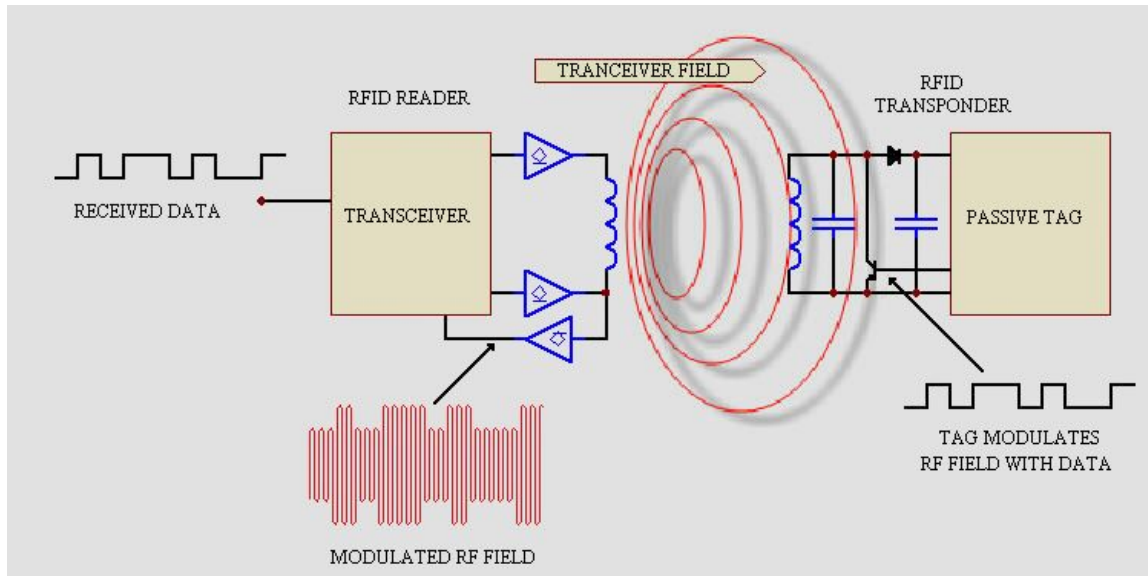 TRANCEIVER FIELD
RFID READER
RFID
TRANSPONDER
RECEIVED DATA
TRANSCEIVER
PASSIVE TAG
TAG MODULATES
RF FIELD WITH DATA
MODULATED RF FIELD